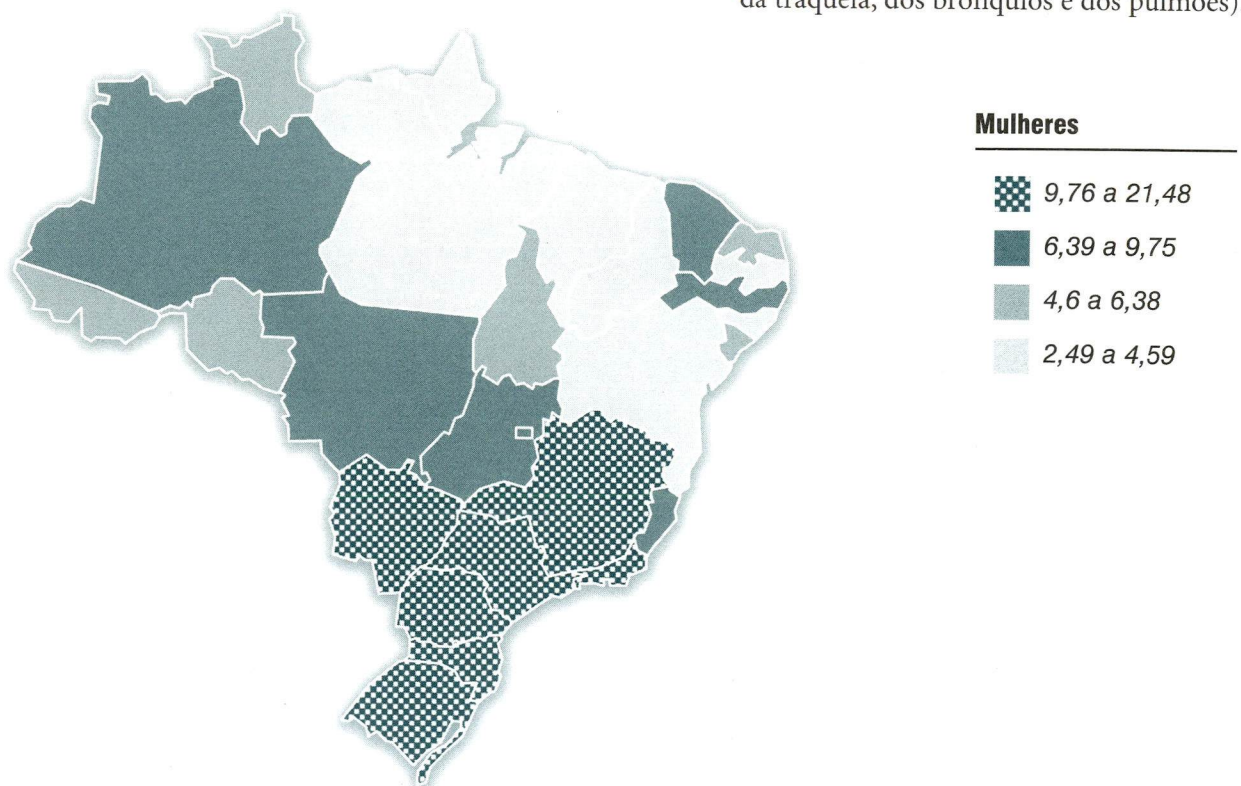 da traqueia, dos brônquios e dos pulmões)
Mulheres
9,76 a 21,48
6,39 a 9,75
4,6 a 6,38
2,49 a 4,59